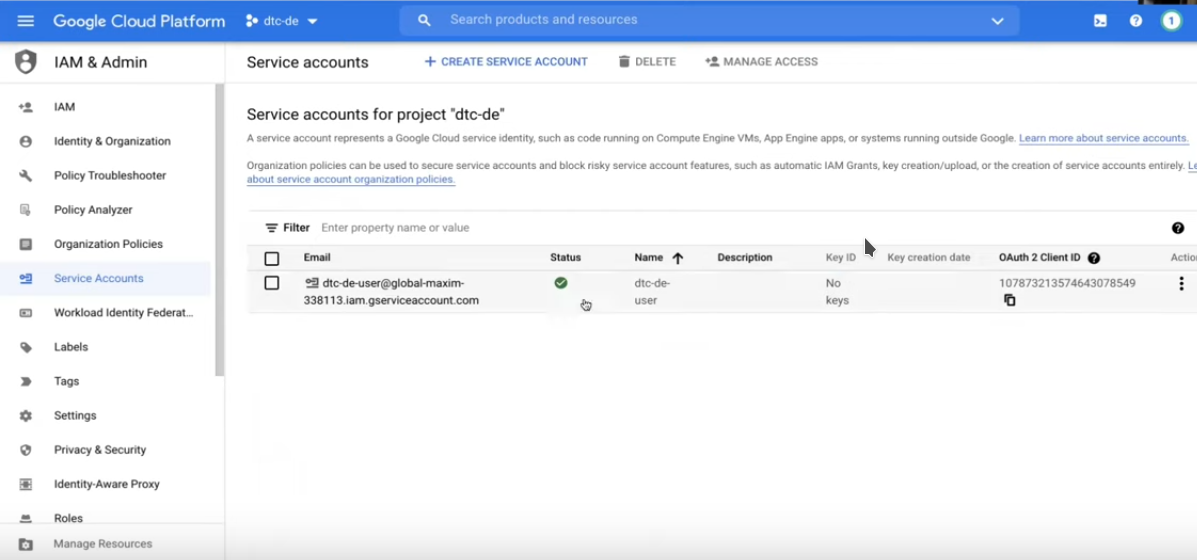 Google Cloud Platform
dtc-de
Search products and resources
1
IAM & Admin
IAM
Identity & Organization
Policy Troubleshooter
Policy Analyzer
Organization Policies
Service Accounts
Workload Identity Federat...
Labels
Tags
Settings
Privacy & Security
Identity-Aware Proxy
Roles
Manage Resources
Service accounts
CREATE SERVICE ACCOUNT
DELETE
MANAGE ACCESS
Service accounts for project "dtc-de"
A service account represents a Google Cloud service identity, such as code running on Compute Engine VMs, App Engine apps, or systems running outside Google. Learn more about service accounts.
Organization policies can be used to secure service accounts and block risky service account features, such as automatic IAM Grants, key creation/upload, or the creation of service accounts entirely. Le
about service account organization policies.
Filter Enter property name or value
Email Status Name Description Key ID Key creation date OAuth 2 Client ID Actio
dtc-de-user@global-maxim- dtc-de- No 107873213574643078549
338113.iam.gserviceaccount.com user keys